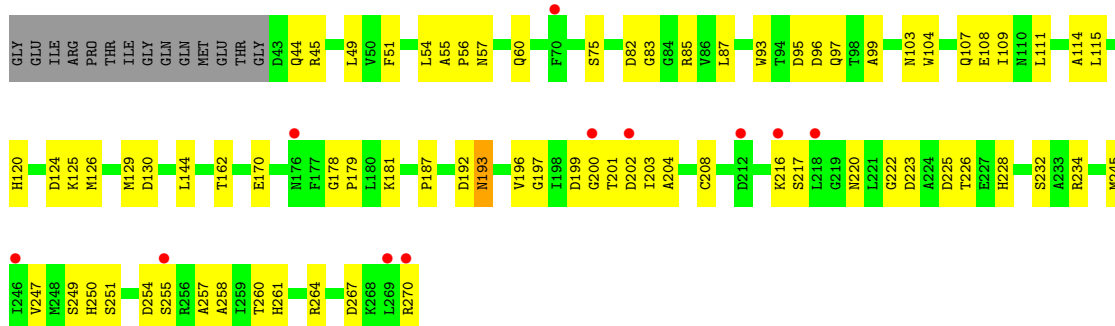 GLY GLU ILE ARG PRO THR ILE GLY GLN GLN MET GLU THR GLY D43 Q44 R45 L49 V50 F51 L54 A55 P56 N57 Q60 F70 S75 D82 G83 G84 R85 V86 L87 W93 T94 D95 D96 Q97 T98 A99 N103 W104 Q107 E108 I109 N110 L111 A114 L115
H120 D124 K125 M126 M129 D130 L144 T162 E170 N176 F177 G178 P179 L180 K181 P187 D192 N193 V196 G197 I198 D199 G200 T201 D202 I203 A204 C208 D212 K216 S217 L218 G219 N220 L221 G222 D223 A224 D225 T226 E227 H228 S232 A233 R234 M245
I246 V247 M248 S249 H250 S251 D254 S255 R256 A257 A258 I259 T260 H261 R264 D267 K268 L269 R270